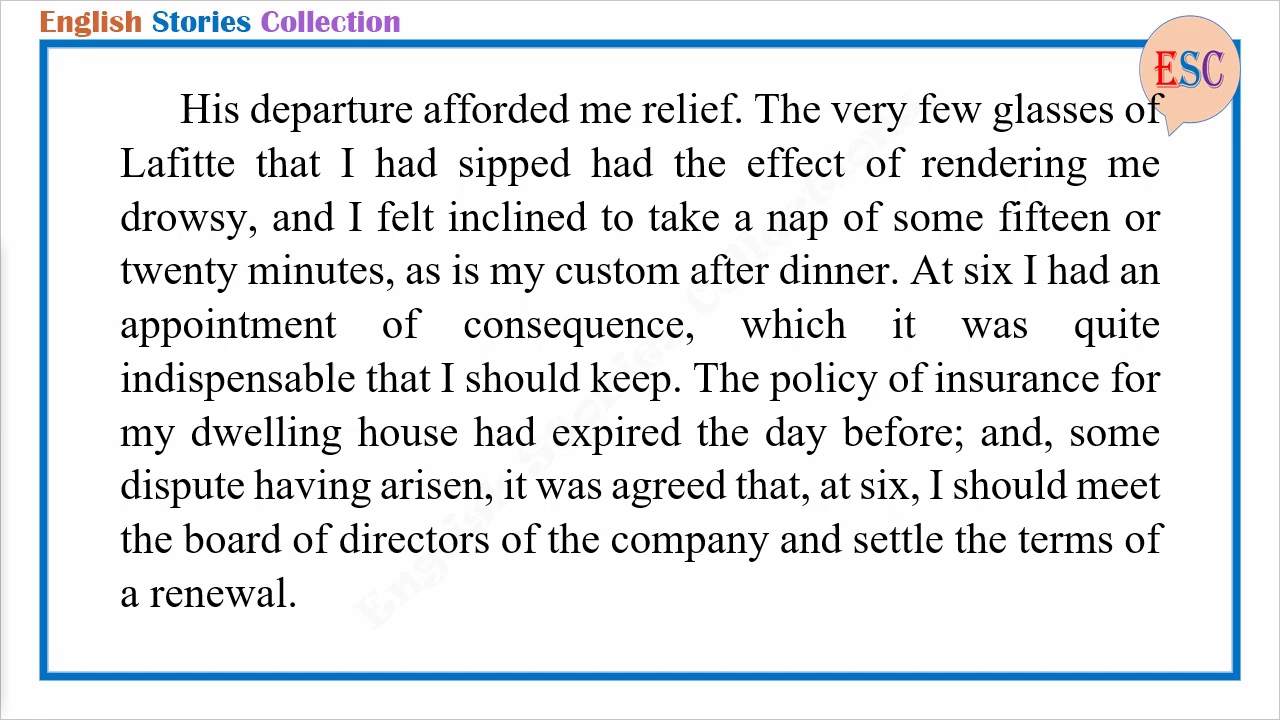 English Stories Collection
ESC
His departure afforded me relief. The very few glasses of
Lafitte that I had sipped had the effect of rendering me
drowsy, and I felt inclined to take a nap of some fifteen or
twenty minutes, as is my custom after dinner. At six I had an
appointment of consequence, which it was quite
indispensable that I should keep. The policy of insurance for
my dwelling house had expired the day before; and, some
dispute having arisen, it was agreed that, at six, I should meet
the board of directors of the company and settle the terms of
a renewal.
English Stories Collection